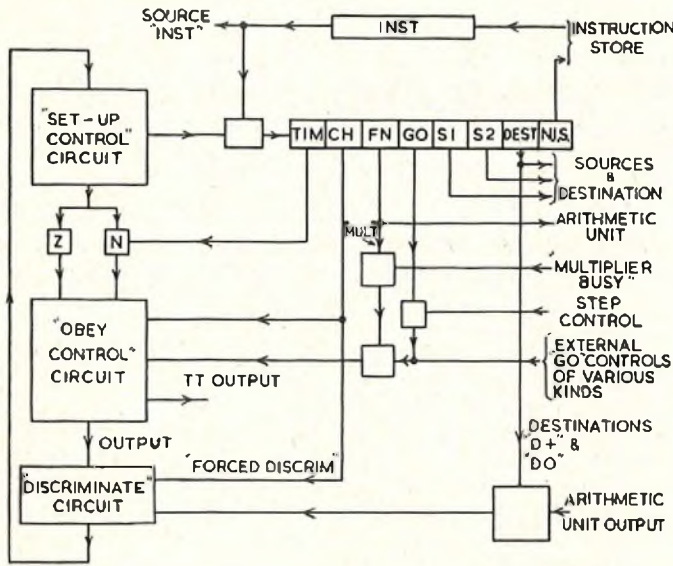 SOURCE
"INST"
INST
INSTRUCTION
STORE
"SET-UP
CONTROL"
CIRCUIT
TIM CH FN GO S1 S2 DEST N.I.S.
SOURCES
&
DESTINATION
Z N
"MULT"
ARITHMETIC
UNIT
"MULTIPLIER
BUSY"
STEP
CONTROL
"OBEY
CONTROL"
CIRCUIT
EXTERNAL
"GO" CONTROLS
OF VARIOUS
KINDS
TT OUTPUT
OUTPUT
DESTINATIONS
"D+" &
"DO"
"FORCED DISCRIM"
"DISCRIMINATE"
CIRCUIT
ARITHMETIC
UNIT OUTPUT